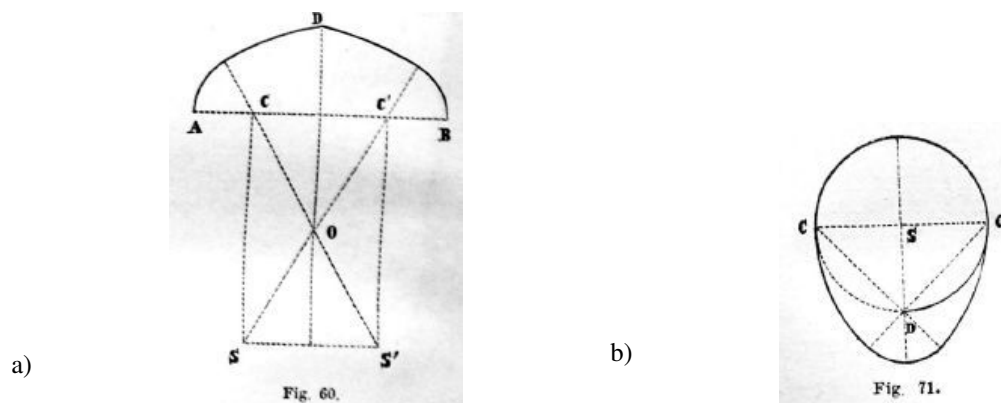 D
C C'
A B
O
S S'
a)
Fig. 60.
C S C
D
b)
Fig. 71.